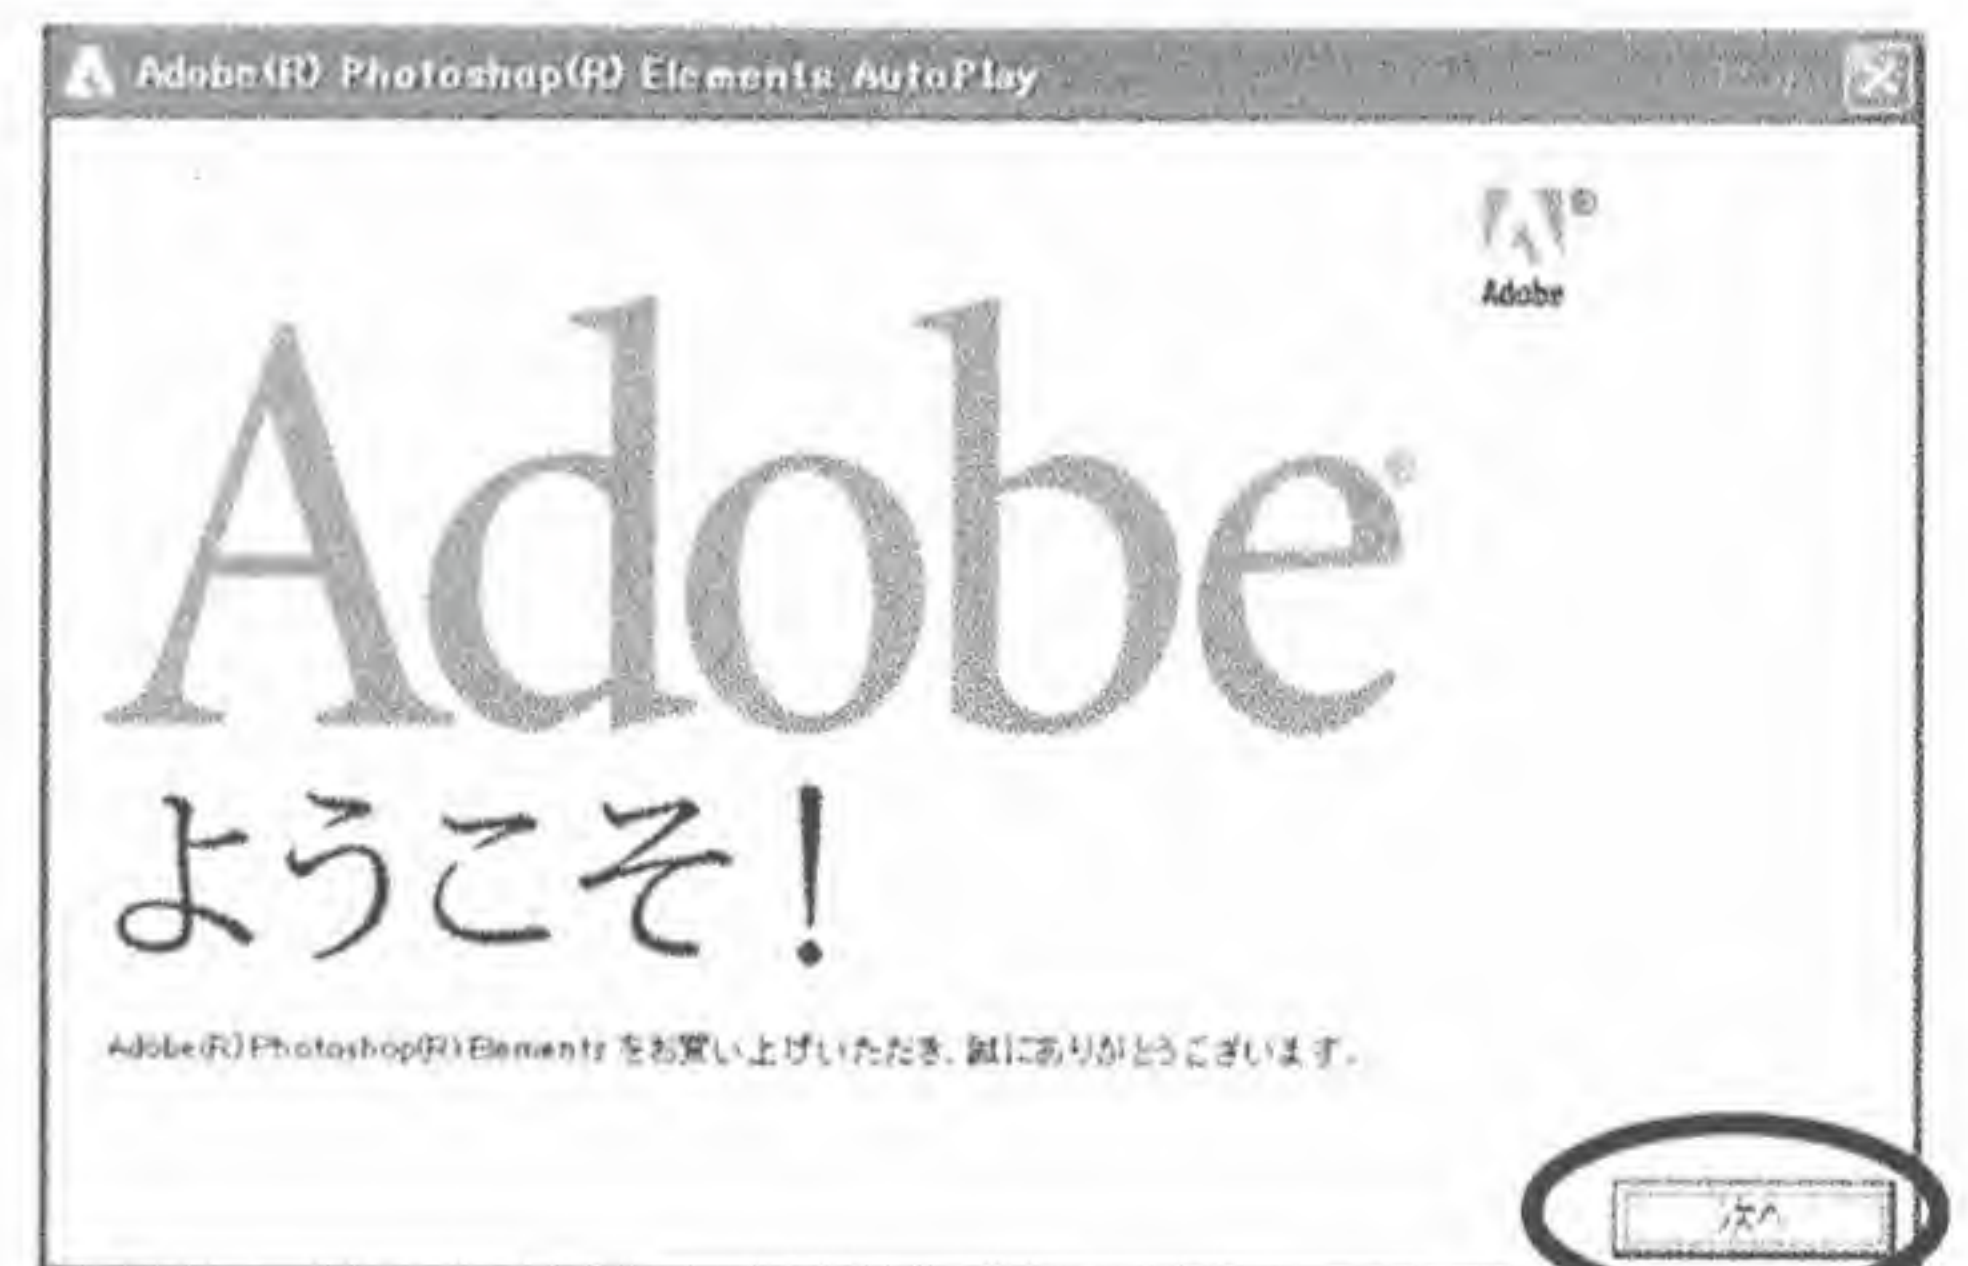 Adobe(R) Photoshop(R) Elements AutoPlay
®
Adobe
Adobe®
ようこそ！
Adobe(R) Photoshop(R) Elements をお買い上げいただき、誠にありがとうございます。
次へ